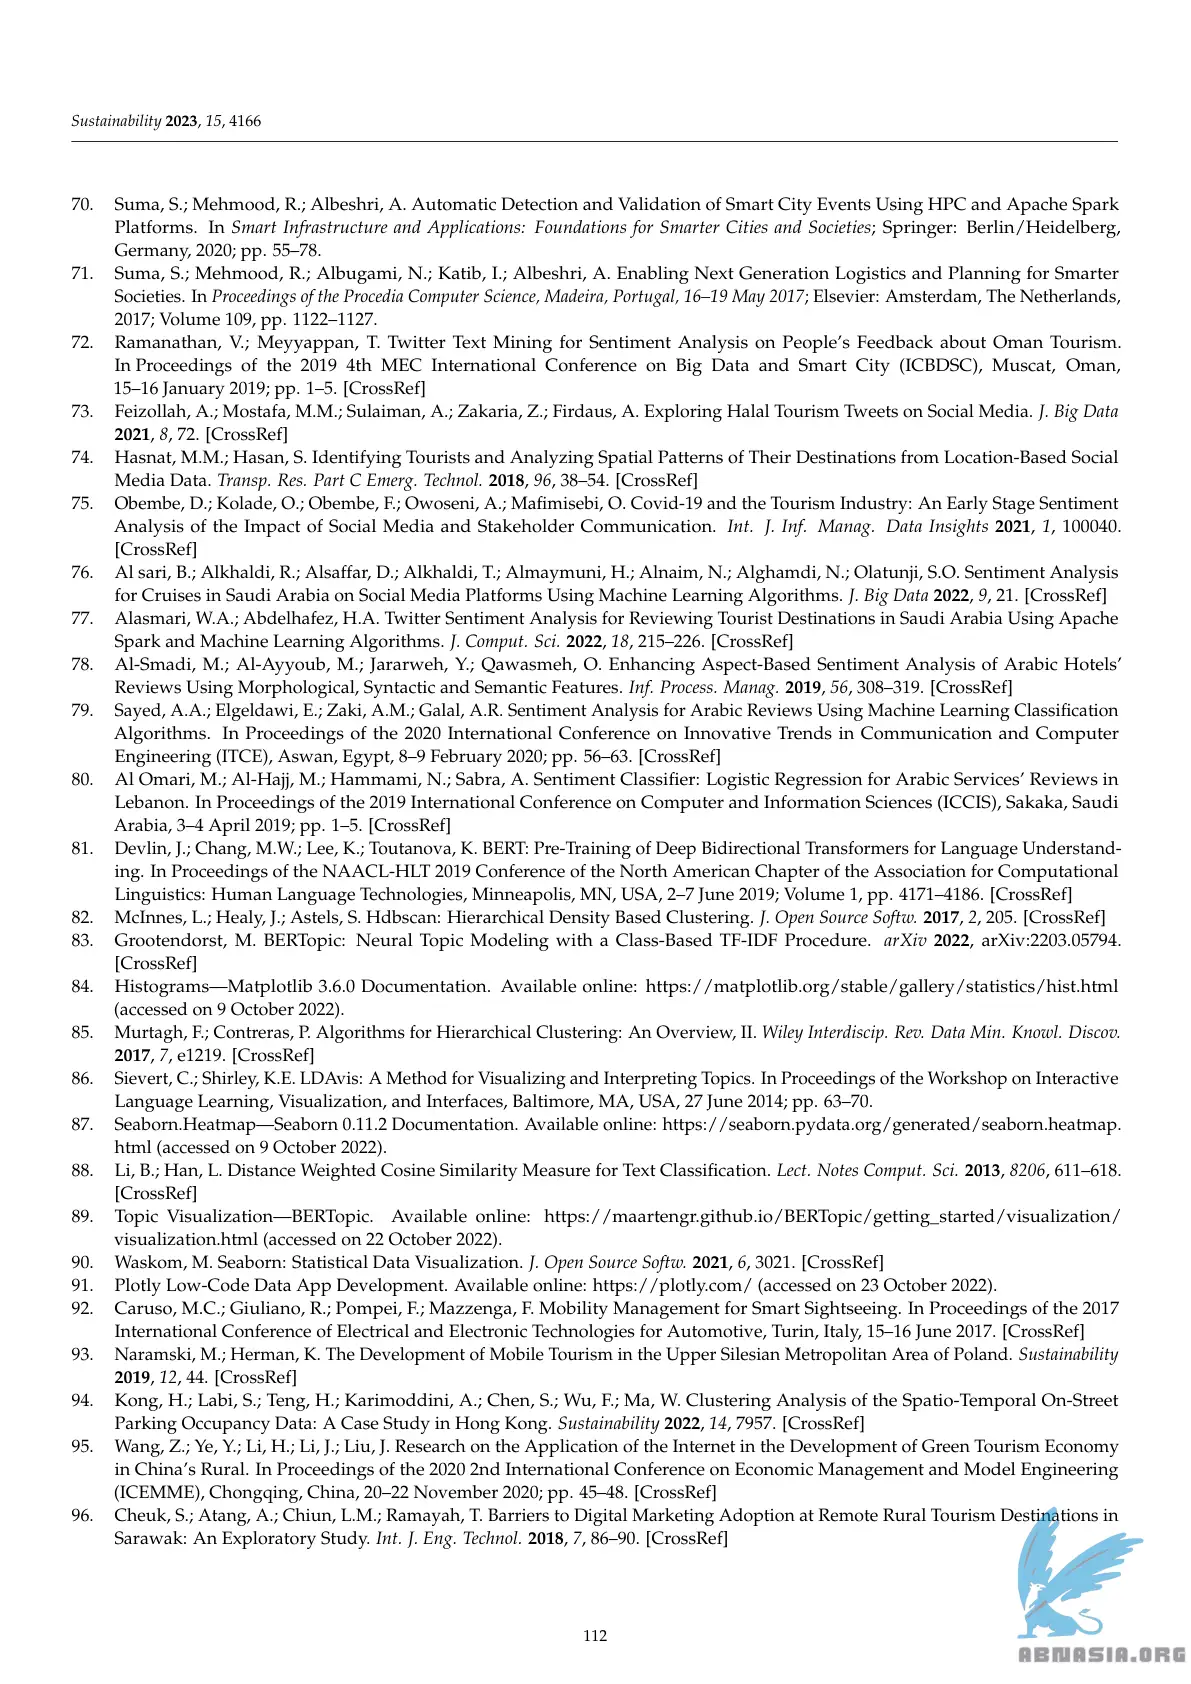 Sustainability 2023, 15, 4166
70. Suma, S.; Mehmood, R.; Albeshri, A. Automatic Detection and Validation of Smart City Events Using HPC and Apache Spark
Platforms. In Smart Infrastructure and Applications: Foundations for Smarter Cities and Societies; Springer: Berlin/Heidelberg,
Germany, 2020; pp. 55–78.
71. Suma, S.; Mehmood, R.; Albugami, N.; Katib, I.; Albeshri, A. Enabling Next Generation Logistics and Planning for Smarter
Societies. In Proceedings of the Procedia Computer Science, Madeira, Portugal, 16–19 May 2017; Elsevier: Amsterdam, The Netherlands,
2017; Volume 109, pp. 1122–1127.
72. Ramanathan, V.; Meyyappan, T. Twitter Text Mining for Sentiment Analysis on People’s Feedback about Oman Tourism.
In Proceedings of the 2019 4th MEC International Conference on Big Data and Smart City (ICBDSC), Muscat, Oman,
15–16 January 2019; pp. 1–5. [CrossRef]
73. Feizollah, A.; Mostafa, M.M.; Sulaiman, A.; Zakaria, Z.; Firdaus, A. Exploring Halal Tourism Tweets on Social Media. J. Big Data
2021, 8, 72. [CrossRef]
74. Hasnat, M.M.; Hasan, S. Identifying Tourists and Analyzing Spatial Patterns of Their Destinations from Location-Based Social
Media Data. Transp. Res. Part C Emerg. Technol. 2018, 96, 38–54. [CrossRef]
75. Obembe, D.; Kolade, O.; Obembe, F.; Owoseni, A.; Mafimisebi, O. Covid-19 and the Tourism Industry: An Early Stage Sentiment
Analysis of the Impact of Social Media and Stakeholder Communication. Int. J. Inf. Manag. Data Insights 2021, 1, 100040.
[CrossRef]
76. Al sari, B.; Alkhaldi, R.; Alsaffar, D.; Alkhaldi, T.; Almaymuni, H.; Alnaim, N.; Alghamdi, N.; Olatunji, S.O. Sentiment Analysis
for Cruises in Saudi Arabia on Social Media Platforms Using Machine Learning Algorithms. J. Big Data 2022, 9, 21. [CrossRef]
77. Alasmari, W.A.; Abdelhafez, H.A. Twitter Sentiment Analysis for Reviewing Tourist Destinations in Saudi Arabia Using Apache
Spark and Machine Learning Algorithms. J. Comput. Sci. 2022, 18, 215–226. [CrossRef]
78. Al-Smadi, M.; Al-Ayyoub, M.; Jararweh, Y.; Qawasmeh, O. Enhancing Aspect-Based Sentiment Analysis of Arabic Hotels’
Reviews Using Morphological, Syntactic and Semantic Features. Inf. Process. Manag. 2019, 56, 308–319. [CrossRef]
79. Sayed, A.A.; Elgeldawi, E.; Zaki, A.M.; Galal, A.R. Sentiment Analysis for Arabic Reviews Using Machine Learning Classification
Algorithms. In Proceedings of the 2020 International Conference on Innovative Trends in Communication and Computer
Engineering (ITCE), Aswan, Egypt, 8–9 February 2020; pp. 56–63. [CrossRef]
80. Al Omari, M.; Al-Hajj, M.; Hammami, N.; Sabra, A. Sentiment Classifier: Logistic Regression for Arabic Services’ Reviews in
Lebanon. In Proceedings of the 2019 International Conference on Computer and Information Sciences (ICCIS), Sakaka, Saudi
Arabia, 3–4 April 2019; pp. 1–5. [CrossRef]
81. Devlin, J.; Chang, M.W.; Lee, K.; Toutanova, K. BERT: Pre-Training of Deep Bidirectional Transformers for Language Understand-
ing. In Proceedings of the NAACL-HLT 2019 Conference of the North American Chapter of the Association for Computational
Linguistics: Human Language Technologies, Minneapolis, MN, USA, 2–7 June 2019; Volume 1, pp. 4171–4186. [CrossRef]
82. McInnes, L.; Healy, J.; Astels, S. Hdbscan: Hierarchical Density Based Clustering. J. Open Source Softw. 2017, 2, 205. [CrossRef]
83. Grootendorst, M. BERTopic: Neural Topic Modeling with a Class-Based TF-IDF Procedure. arXiv 2022, arXiv:2203.05794.
[CrossRef]
84. Histograms—Matplotlib 3.6.0 Documentation. Available online: https://matplotlib.org/stable/gallery/statistics/hist.html
(accessed on 9 October 2022).
85. Murtagh, F.; Contreras, P. Algorithms for Hierarchical Clustering: An Overview, II. Wiley Interdiscip. Rev. Data Min. Knowl. Discov.
2017, 7, e1219. [CrossRef]
86. Sievert, C.; Shirley, K.E. LDAvis: A Method for Visualizing and Interpreting Topics. In Proceedings of the Workshop on Interactive
Language Learning, Visualization, and Interfaces, Baltimore, MA, USA, 27 June 2014; pp. 63–70.
87. Seaborn.Heatmap—Seaborn 0.11.2 Documentation. Available online: https://seaborn.pydata.org/generated/seaborn.heatmap.
html (accessed on 9 October 2022).
88. Li, B.; Han, L. Distance Weighted Cosine Similarity Measure for Text Classification. Lect. Notes Comput. Sci. 2013, 8206, 611–618.
[CrossRef]
89. Topic Visualization—BERTopic. Available online: https://maartengr.github.io/BERTopic/getting_started/visualization/
visualization.html (accessed on 22 October 2022).
90. Waskom, M. Seaborn: Statistical Data Visualization. J. Open Source Softw. 2021, 6, 3021. [CrossRef]
91. Plotly Low-Code Data App Development. Available online: https://plotly.com/ (accessed on 23 October 2022).
92. Caruso, M.C.; Giuliano, R.; Pompei, F.; Mazzenga, F. Mobility Management for Smart Sightseeing. In Proceedings of the 2017
International Conference of Electrical and Electronic Technologies for Automotive, Turin, Italy, 15–16 June 2017. [CrossRef]
93. Naramski, M.; Herman, K. The Development of Mobile Tourism in the Upper Silesian Metropolitan Area of Poland. Sustainability
2019, 12, 44. [CrossRef]
94. Kong, H.; Labi, S.; Teng, H.; Karimoddini, A.; Chen, S.; Wu, F.; Ma, W. Clustering Analysis of the Spatio-Temporal On-Street
Parking Occupancy Data: A Case Study in Hong Kong. Sustainability 2022, 14, 7957. [CrossRef]
95. Wang, Z.; Ye, Y.; Li, H.; Li, J.; Liu, J. Research on the Application of the Internet in the Development of Green Tourism Economy
in China’s Rural. In Proceedings of the 2020 2nd International Conference on Economic Management and Model Engineering
(ICEMME), Chongqing, China, 20–22 November 2020; pp. 45–48. [CrossRef]
96. Cheuk, S.; Atang, A.; Chiun, L.M.; Ramayah, T. Barriers to Digital Marketing Adoption at Remote Rural Tourism Destinations in
Sarawak: An Exploratory Study. Int. J. Eng. Technol. 2018, 7, 86–90. [CrossRef]
112
ABNASIA.ORG